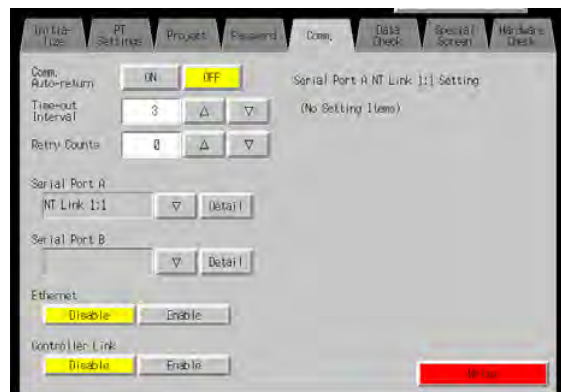 Initia-
lize
PT
Settings
Project
Password
Comm.
Data
Check
Special
Screen
Hardware
Check
Comm.
Auto-return
ON
OFF
Serial Port A NT Link 1:1 Setting
Time-out
Interval
3
△
▽
(No Setting Items)
Retry Counts
0
△
▽
Serial Port A
NT Link 1:1
▽
Detail
Serial Port B
▽
Detail
Ethernet
Disable
Enable
Controller Link
Disable
Enable
Write